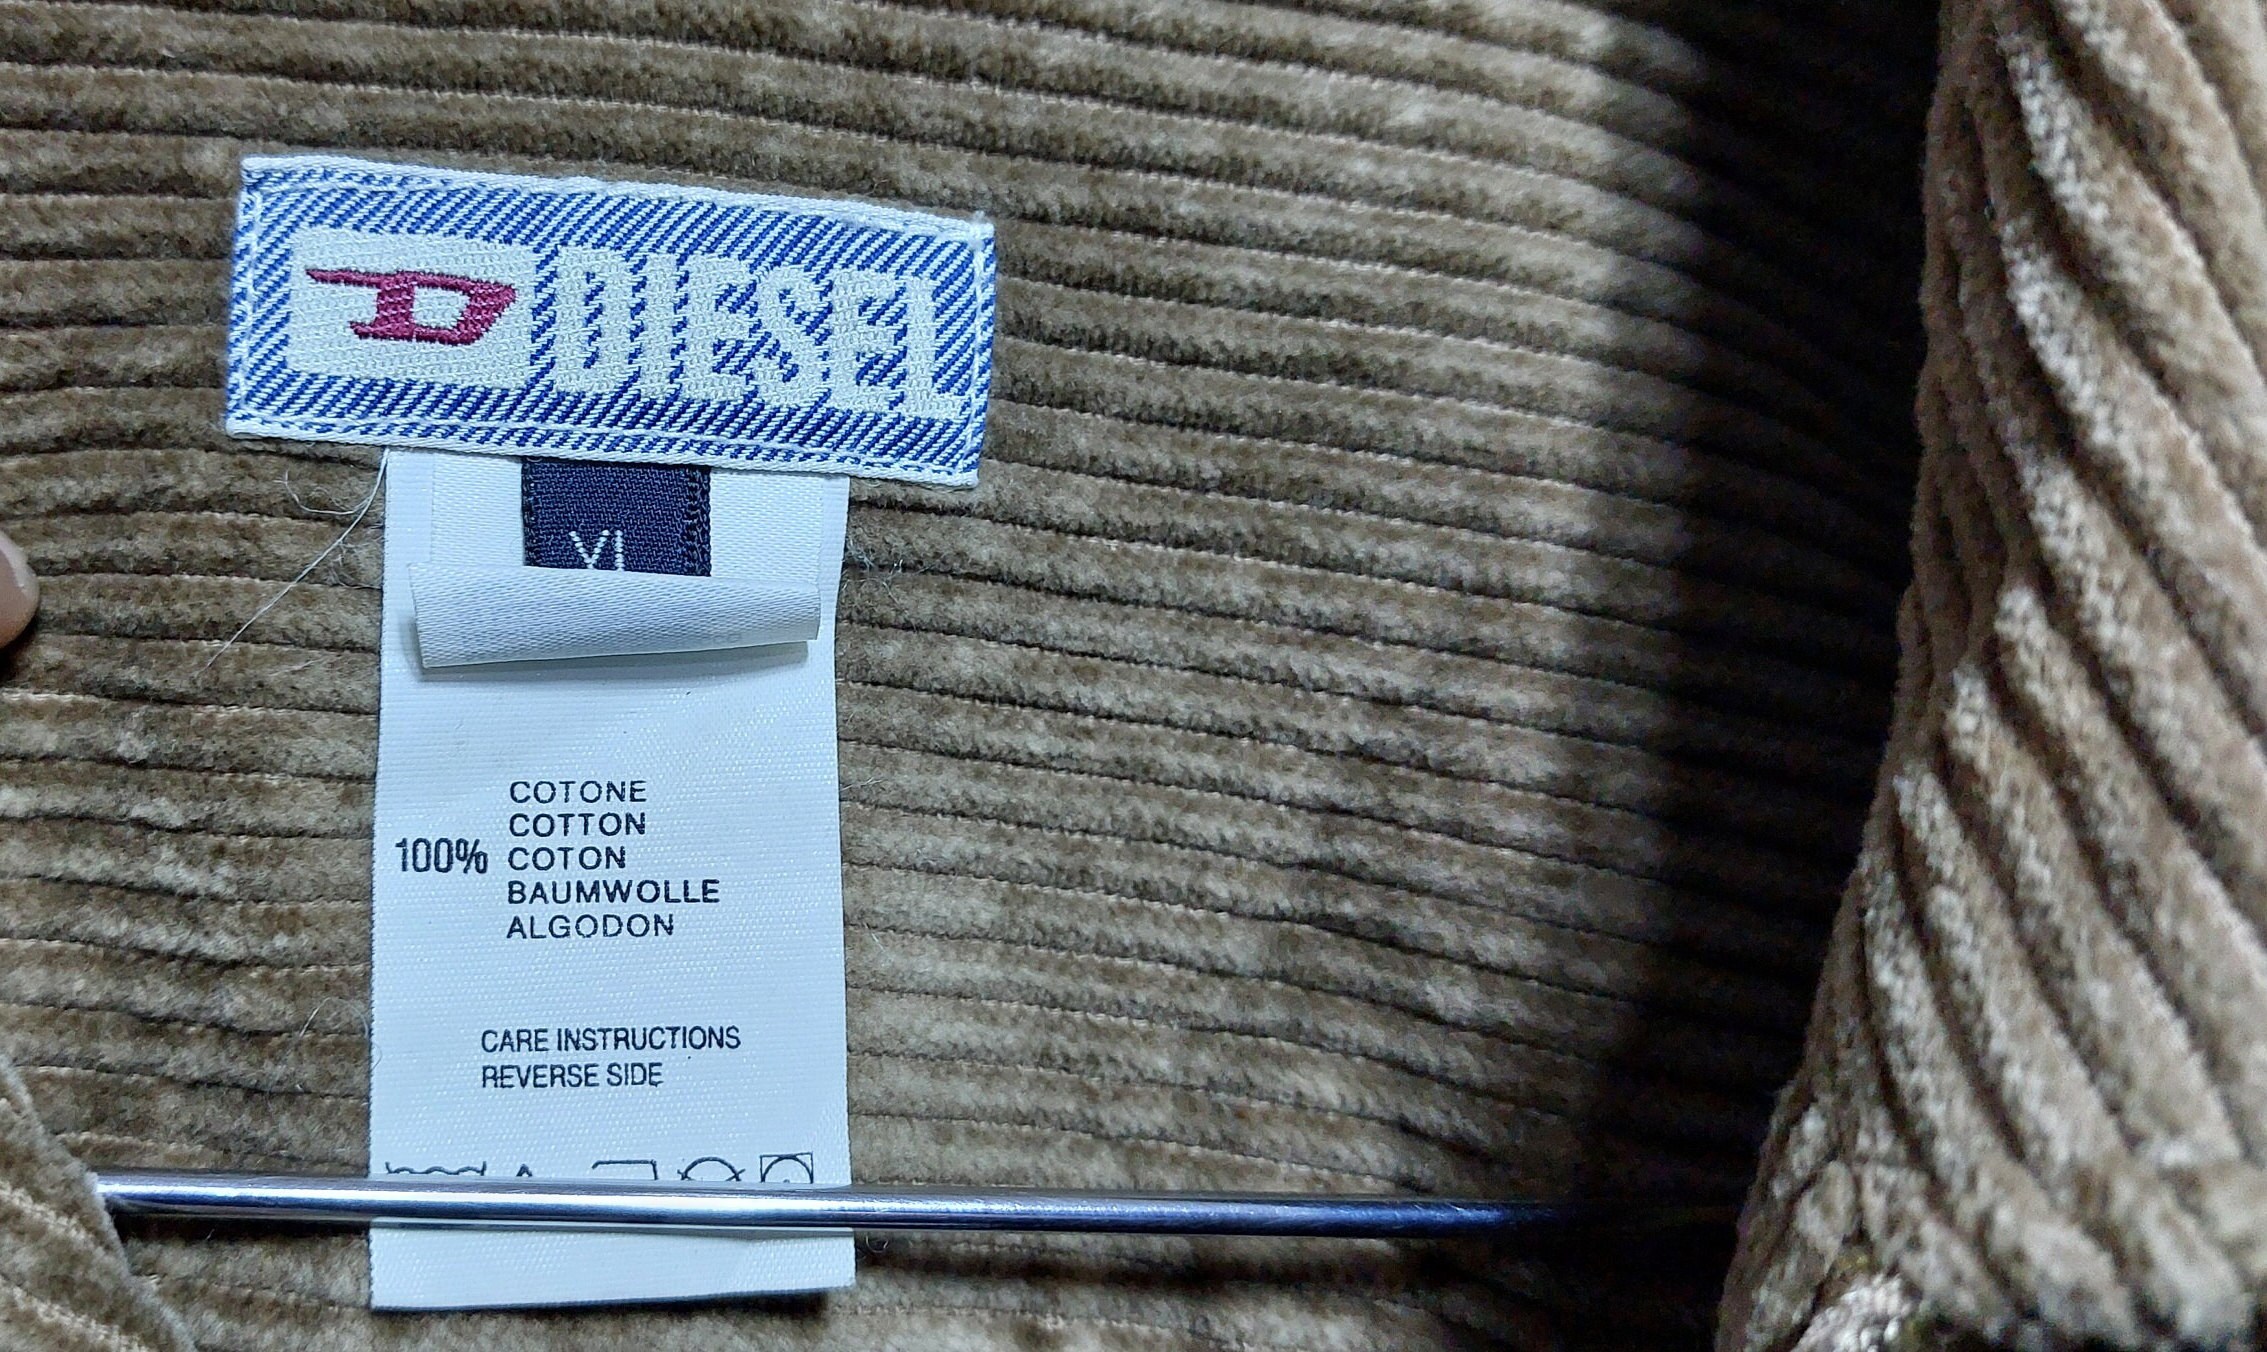 D DIESEL
XL
COTONE
COTTON
100% COTON
BAUMWOLLE
ALGODON
CARE INSTRUCTIONS
REVERSE SIDE